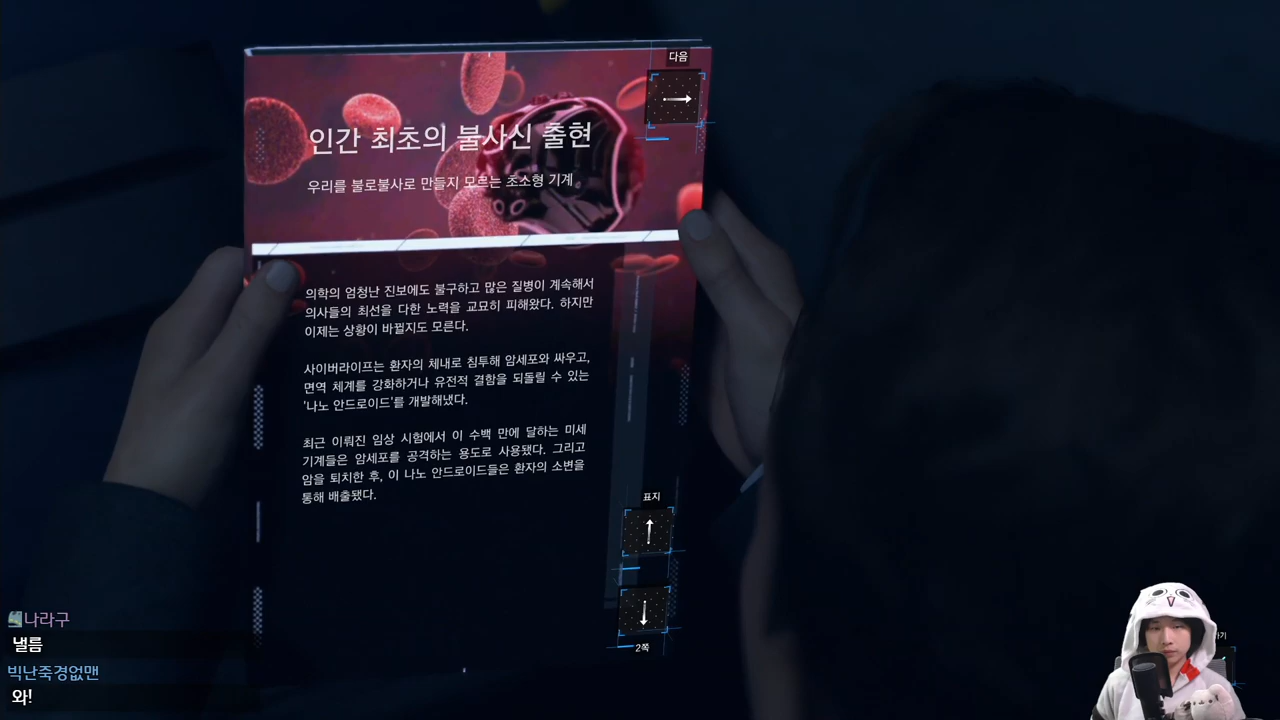 다음
인간 최초의 불사신 출현
우리를 불로불사로 만들지 모르는 초소형 기계
의학의 엄청난 진보에도 불구하고 많은 질병이 계속해서
의사들의 최선을 다한 노력을 교묘히 피해왔다. 하지만
이제는 상황이 바뀔지도 모른다.
사이버라이프는 환자의 체내로 침투해 암세포와 싸우고,
면역 체계를 강화하거나 유전적 결함을 되돌릴 수 있는
'나노 안드로이드'를 개발해냈다.
최근 이뤄진 임상 시험에서 이 수백 만에 달하는 미세
기계들은 암세포를 공격하는 용도로 사용됐다. 그리고
암을 퇴치한 후, 이 나노 안드로이드들은 환자의 소변을
통해 배출됐다.
표지
2쪽
나라구
낼름
빅난죽경없맨
와!